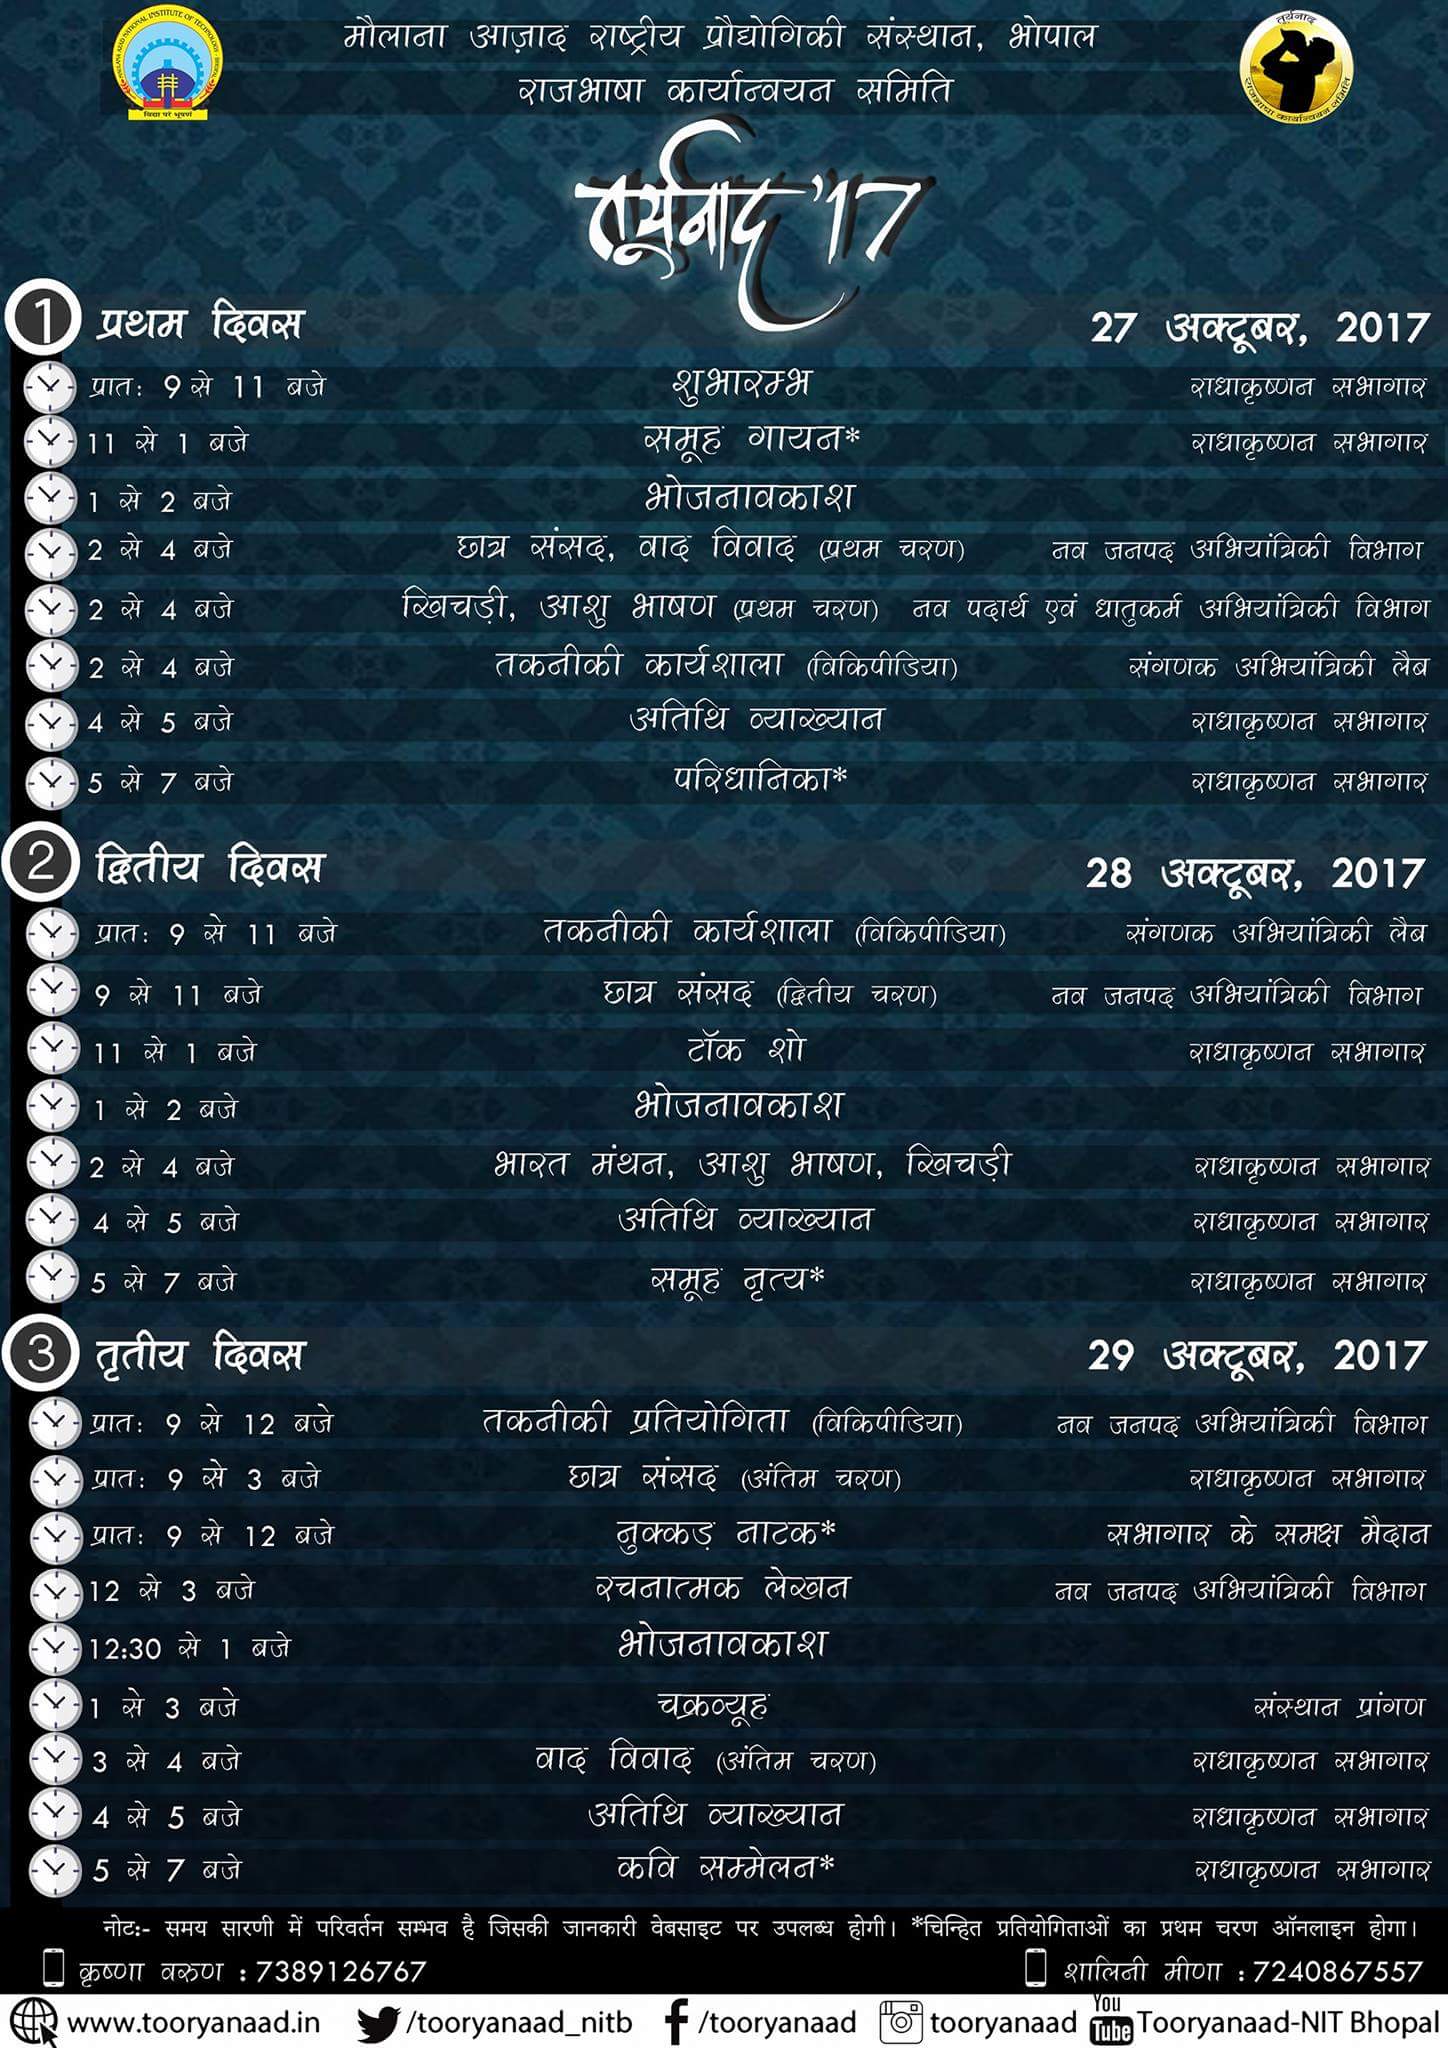 मौलाना आज़ाद राष्ट्रीय प्रौद्योगिकी संस्थान, भोपाल
राजभाषा कार्यान्वयन समिति
विद्या परं भूषणं
तूर्यनाद
राजभाषा कार्यान्वयन समिति
तूर्यनाद '17
1 प्रथम दिवस 27 अक्टूबर, 2017
प्रातः 9 से 11 बजे शुभारम्भ राधाकृष्णन सभागार
11 से 1 बजे समूह गायन* राधाकृष्णन सभागार
1 से 2 बजे भोजनावकाश
2 से 4 बजे छात्र संसद, वाद विवाद (प्रथम चरण) नव जनपद अभियांत्रिकी विभाग
2 से 4 बजे खिचड़ी, आशु भाषण (प्रथम चरण) नव पदार्थ एवं धातुकर्म अभियांत्रिकी विभाग
2 से 4 बजे तकनीकी कार्यशाला (विकिपीडिया) संगणक अभियांत्रिकी लैब
4 से 5 बजे अतिथि व्याख्यान राधाकृष्णन सभागार
5 से 7 बजे परिधानिका* राधाकृष्णन सभागार
2 द्वितीय दिवस 28 अक्टूबर, 2017
प्रातः 9 से 11 बजे तकनीकी कार्यशाला (विकिपीडिया) संगणक अभियांत्रिकी लैब
9 से 11 बजे छात्र संसद (द्वितीय चरण) नव जनपद अभियांत्रिकी विभाग
11 से 1 बजे टॉक शो राधाकृष्णन सभागार
1 से 2 बजे भोजनावकाश
2 से 4 बजे भारत मंथन, आशु भाषण, खिचड़ी राधाकृष्णन सभागार
4 से 5 बजे अतिथि व्याख्यान राधाकृष्णन सभागार
5 से 7 बजे समूह नृत्य* राधाकृष्णन सभागार
3 तृतीय दिवस 29 अक्टूबर, 2017
प्रातः 9 से 12 बजे तकनीकी प्रतियोगिता (विकिपीडिया) नव जनपद अभियांत्रिकी विभाग
प्रातः 9 से 3 बजे छात्र संसद (अंतिम चरण) राधाकृष्णन सभागार
प्रातः 9 से 12 बजे नुक्कड़ नाटक* सभागार के समक्ष मैदान
12 से 3 बजे रचनात्मक लेखन नव जनपद अभियांत्रिकी विभाग
12:30 से 1 बजे भोजनावकाश
1 से 3 बजे चक्रव्यूह संस्थान प्रांगण
3 से 4 बजे वाद विवाद (अंतिम चरण) राधाकृष्णन सभागार
4 से 5 बजे अतिथि व्याख्यान राधाकृष्णन सभागार
5 से 7 बजे कवि सम्मेलन* राधाकृष्णन सभागार
नोट:- समय सारणी में परिवर्तन सम्भव है जिसकी जानकारी वेबसाइट पर उपलब्ध होगी। *चिन्हित प्रतियोगिताओं का प्रथम चरण ऑनलाइन होगा।
कृष्णा वरुण : 7389126767 शालिनी मीणा : 7240867557
www.tooryanaad.in /tooryanaad_nitb /tooryanaad tooryanaad You Tube Tooryanaad-NIT Bhopal